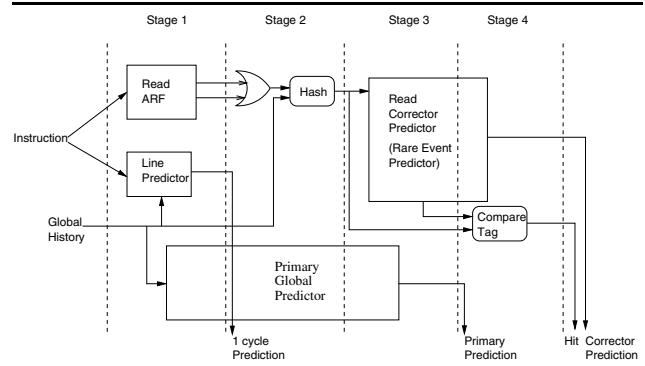 Stage 1
Stage 2
Stage 3
Stage 4
Read
ARF
Hash
Read
Corrector
Predictor
(Rare Event
Predictor)
Instruction
Line
Predictor
Global
History
Compare
Tag
Primary
Global
Predictor
1 cycle
Prediction
Primary
Prediction
Hit
Corrector
Prediction